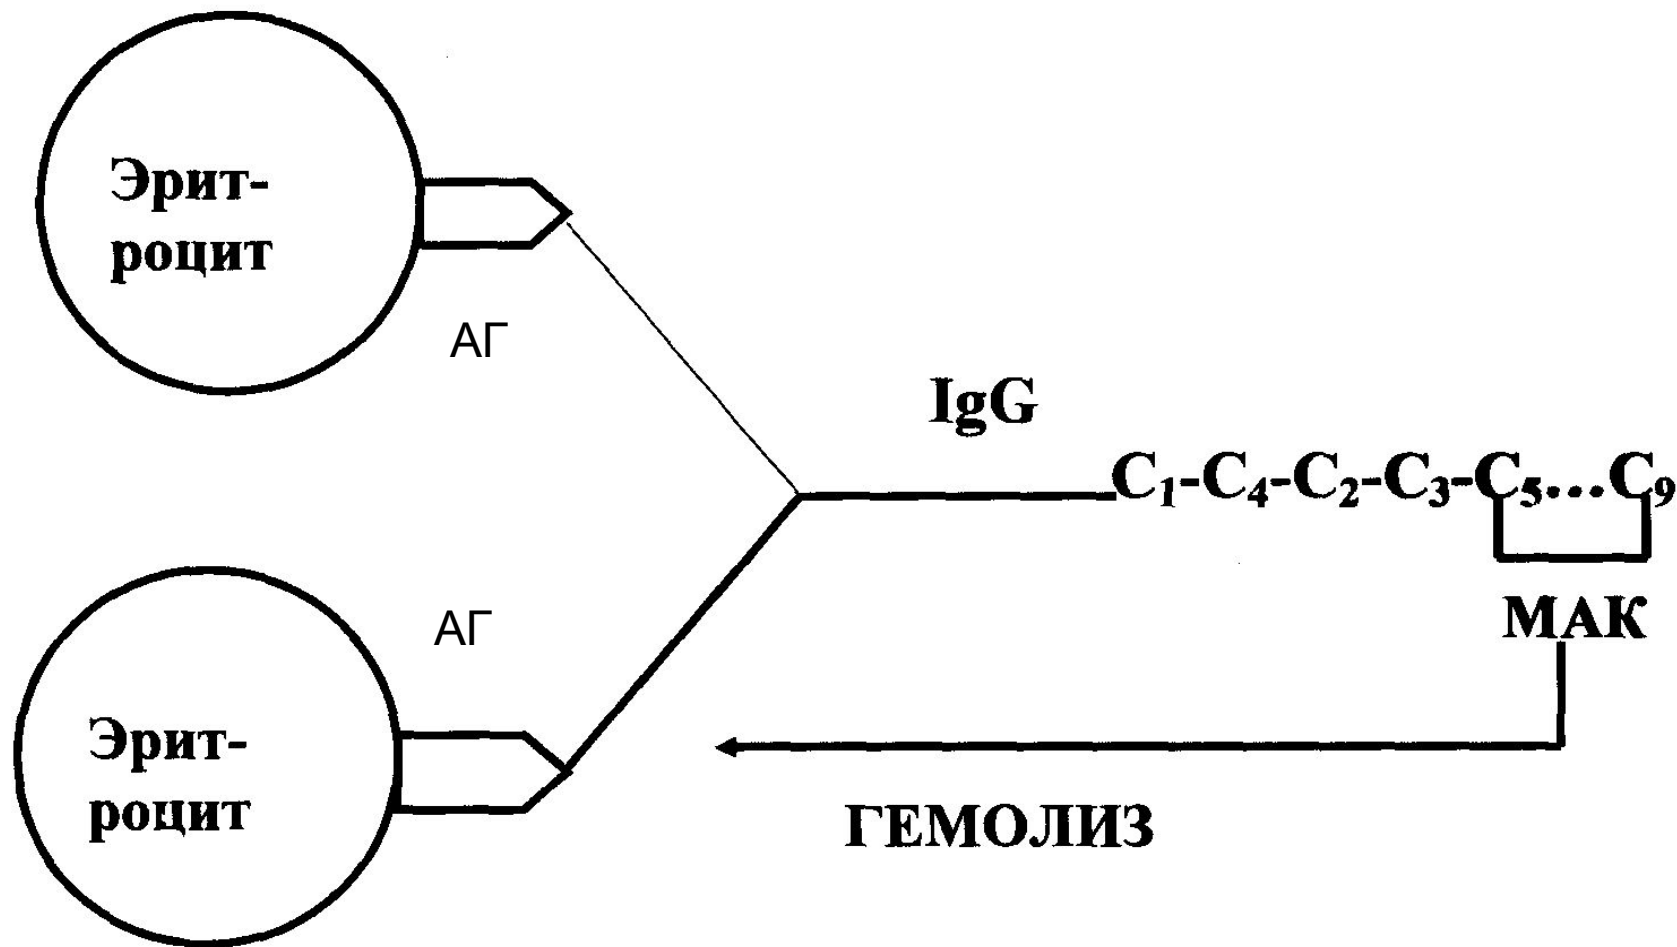 Эрит-
роцит
АГ
IgG
C₁-C₄-C₂-C₃-C₅...C₉
МАК
АГ
Эрит-
роцит
ГЕМОЛИЗ